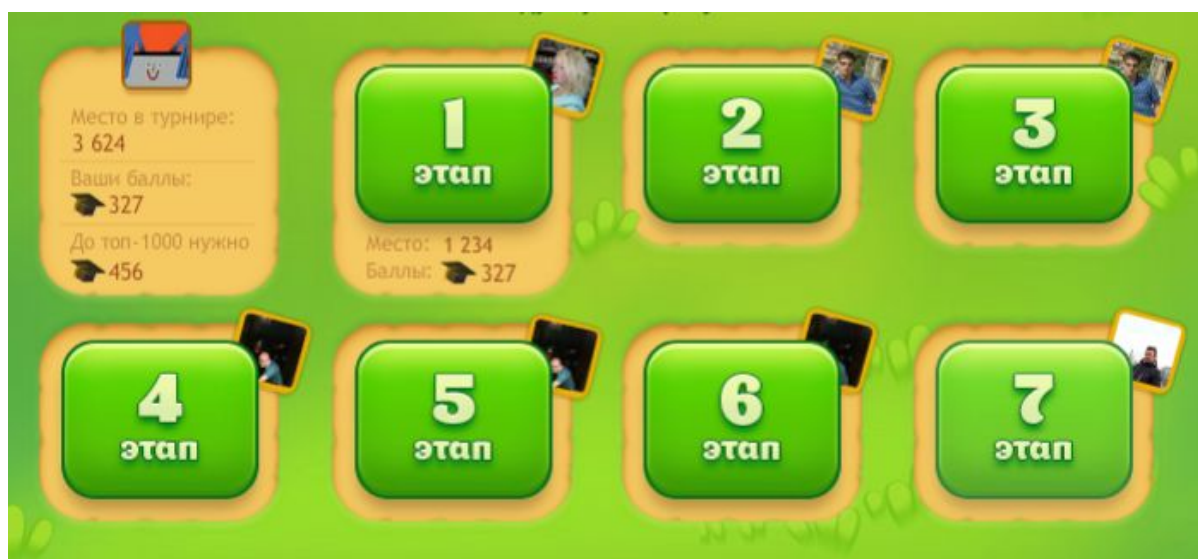 Место в турнире:
3 624
Ваши баллы:
327
До топ-1000 нужно
456
1
этап
Место: 1 234
Баллы: 327
2
этап
3
этап
4
этап
5
этап
6
этап
7
этап